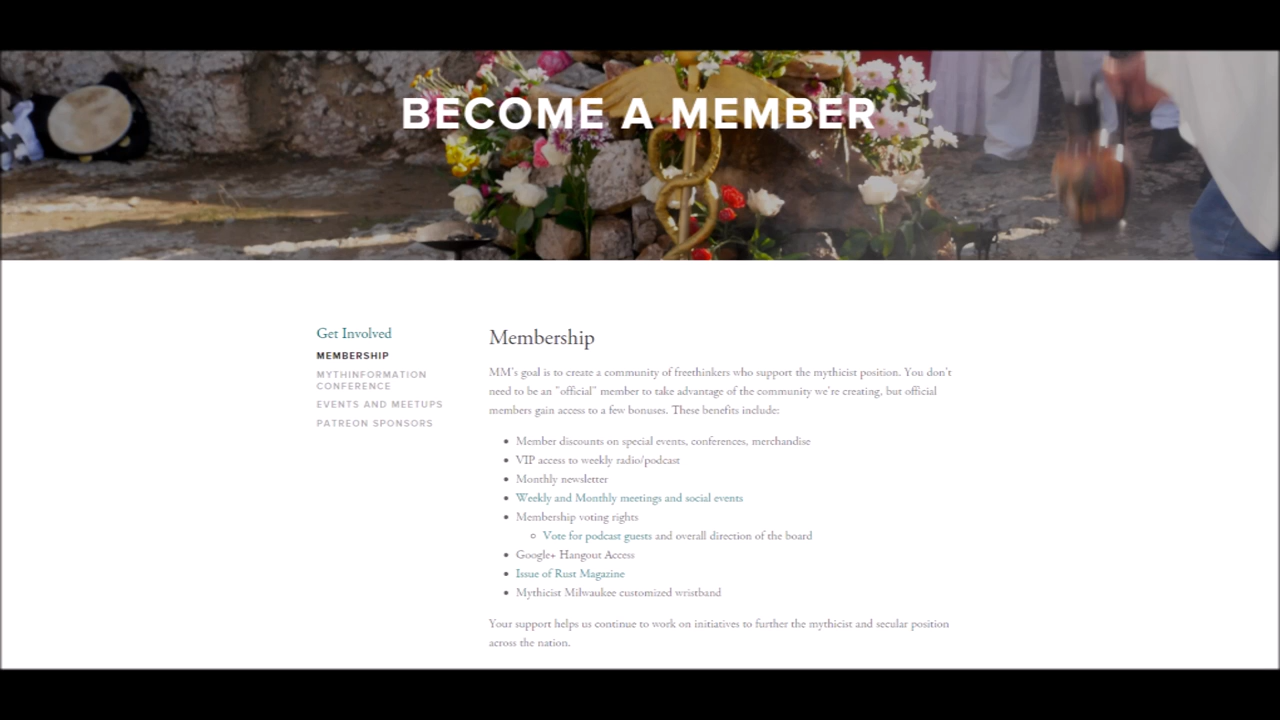 BECOME A MEMBER
Get Involved
MEMBERSHIP
MYTHINFORMATION
CONFERENCE
EVENTS AND MEETUPS
PATREON SPONSORS
Membership
MM's goal is to create a community of freethinkers who support the mythicist position. You don't
need to be an "official" member to take advantage of the community we're creating, but official
members gain access to a few bonuses. These benefits include:
Member discounts on special events, conferences, merchandise
VIP access to weekly radio/podcast
Monthly newsletter
Weekly and Monthly meetings and social events
Membership voting rights
Vote for podcast guests and overall direction of the board
Google+ Hangout Access
Issue of Rust Magazine
Mythicist Milwaukee customized wristband
Your support helps us continue to work on initiatives to further the mythicist and secular position
across the nation.